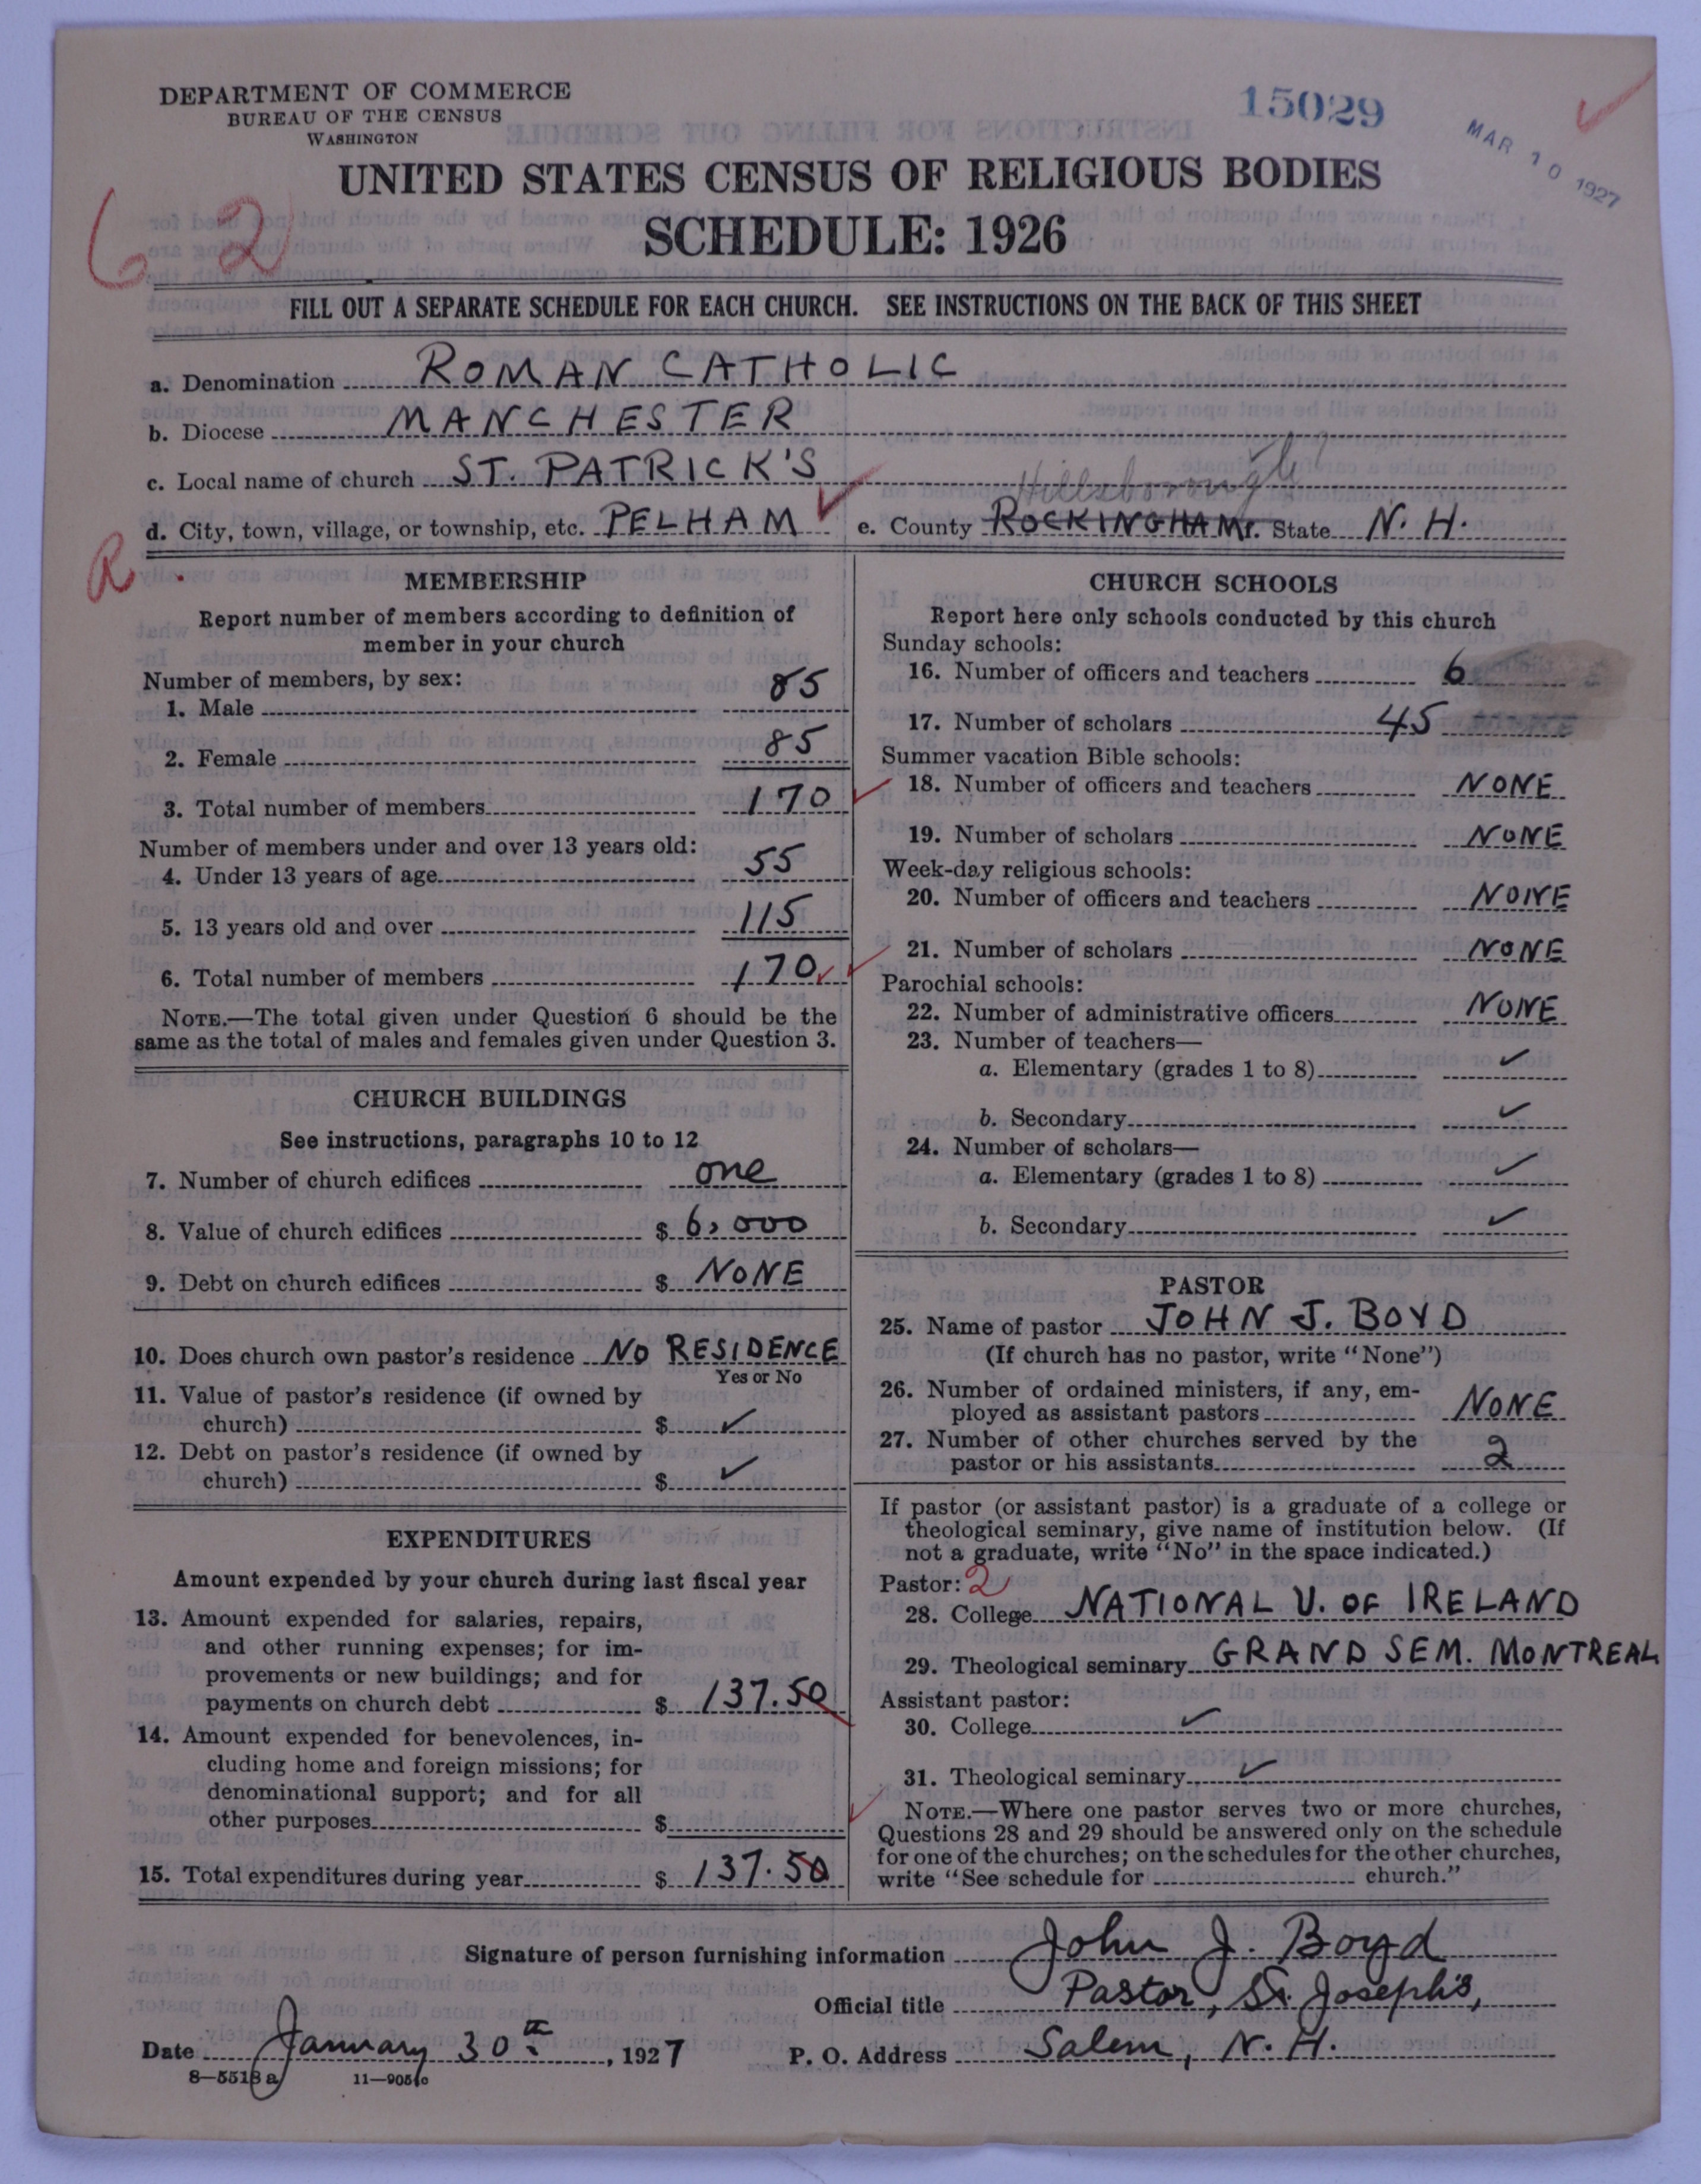 DEPARTMENT OF COMMERCE
BUREAU OF THE CENSUS
WASHINGTON
15029
MAR 10 1927
UNITED STATES CENSUS OF RELIGIOUS BODIES
SCHEDULE: 1926
6 2
FILL OUT A SEPARATE SCHEDULE FOR EACH CHURCH. SEE INSTRUCTIONS ON THE BACK OF THIS SHEET
a. Denomination ROMAN CATHOLIC
b. Diocese MANCHESTER
c. Local name of church ST. PATRICK'S
Hillsborough
d. City, town, village, or township, etc. PELHAM e. County ROCKINGHAM f. State N. H.
R
MEMBERSHIP
Report number of members according to definition of
member in your church
Number of members, by sex:
1. Male 85
2. Female 85
3. Total number of members 170
Number of members under and over 13 years old:
4. Under 13 years of age 55
5. 13 years old and over 115
6. Total number of members 170
NOTE.—The total given under Question 6 should be the
same as the total of males and females given under Question 3.
CHURCH BUILDINGS
See instructions, paragraphs 10 to 12
7. Number of church edifices one
8. Value of church edifices $ 6,000
9. Debt on church edifices $ NONE
10. Does church own pastor's residence NO RESIDENCE
Yes or No
11. Value of pastor's residence (if owned by
church) $ ✓
12. Debt on pastor's residence (if owned by
church) $ ✓
EXPENDITURES
Amount expended by your church during last fiscal year
13. Amount expended for salaries, repairs,
and other running expenses; for im-
provements or new buildings; and for
payments on church debt $ 137.50
14. Amount expended for benevolences, in-
cluding home and foreign missions; for
denominational support; and for all
other purposes $
15. Total expenditures during year $ 137.50
CHURCH SCHOOLS
Report here only schools conducted by this church
Sunday schools:
16. Number of officers and teachers 6
17. Number of scholars 45
Summer vacation Bible schools:
18. Number of officers and teachers NONE
19. Number of scholars NONE
Week-day religious schools:
20. Number of officers and teachers NONE
21. Number of scholars NONE
Parochial schools:
22. Number of administrative officers NONE
23. Number of teachers—
a. Elementary (grades 1 to 8) ✓
b. Secondary ✓
24. Number of scholars—
a. Elementary (grades 1 to 8) ✓
b. Secondary ✓
PASTOR
25. Name of pastor JOHN J. BOYD
(If church has no pastor, write "None")
26. Number of ordained ministers, if any, em-
ployed as assistant pastors NONE
27. Number of other churches served by the
pastor or his assistants 2
If pastor (or assistant pastor) is a graduate of a college or
theological seminary, give name of institution below. (If
not a graduate, write "No" in the space indicated.)
Pastor: 2
28. College NATIONAL U. OF IRELAND
29. Theological seminary GRAND SEM. MONTREAL
Assistant pastor:
30. College ✓
31. Theological seminary ✓
NOTE.—Where one pastor serves two or more churches,
Questions 28 and 29 should be answered only on the schedule
for one of the churches; on the schedules for the other churches,
write "See schedule for church."
Signature of person furnishing information John J. Boyd
Official title Pastor, St. Joseph's,
Date January 30th, 1927 P. O. Address Salem, N. H.
8—5513 a 11—9051c